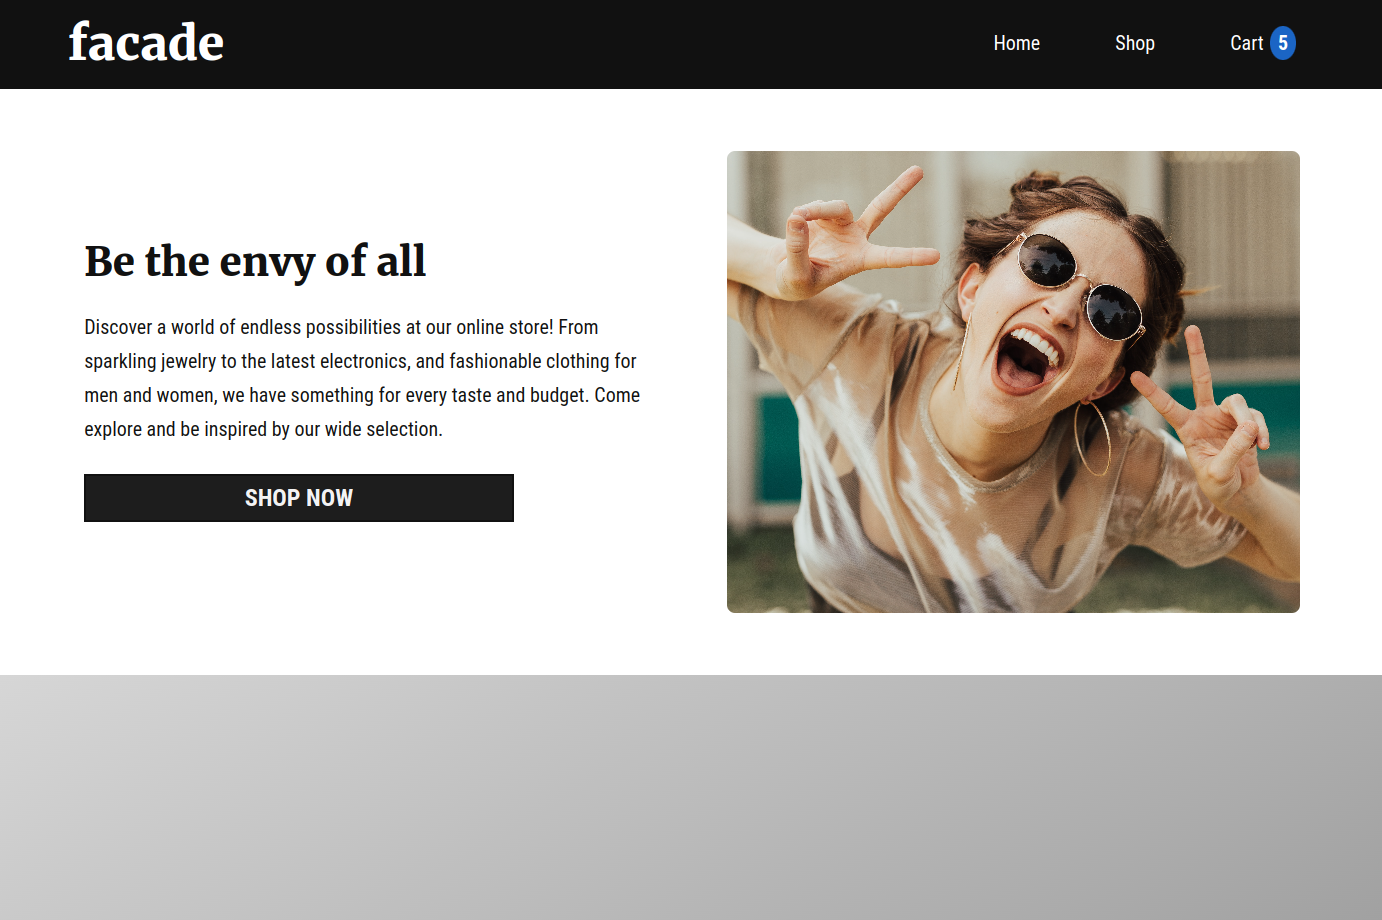 facade
Home
Shop
Cart 5
Be the envy of all
Discover a world of endless possibilities at our online store! From
sparkling jewelry to the latest electronics, and fashionable clothing for
men and women, we have something for every taste and budget. Come
explore and be inspired by our wide selection.
SHOP NOW